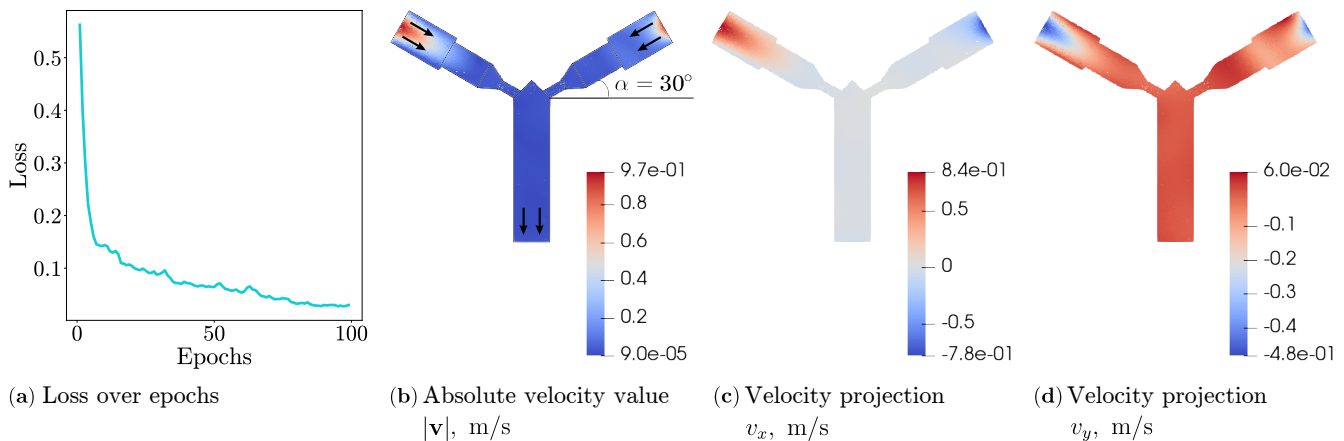 0.5
0.4
0.3
0.2
0.1
Loss
0
50
100
Epochs
(a) Loss over epochs
α = 30°
9.7e-01
0.8
0.6
0.4
0.2
9.0e-05
(b) Absolute velocity value
|v|, m/s
8.4e-01
0.5
0
-0.5
-7.8e-01
(c) Velocity projection
vₓ, m/s
6.0e-02
-0.1
-0.2
-0.3
-0.4
-4.8e-01
(d) Velocity projection
v_y, m/s